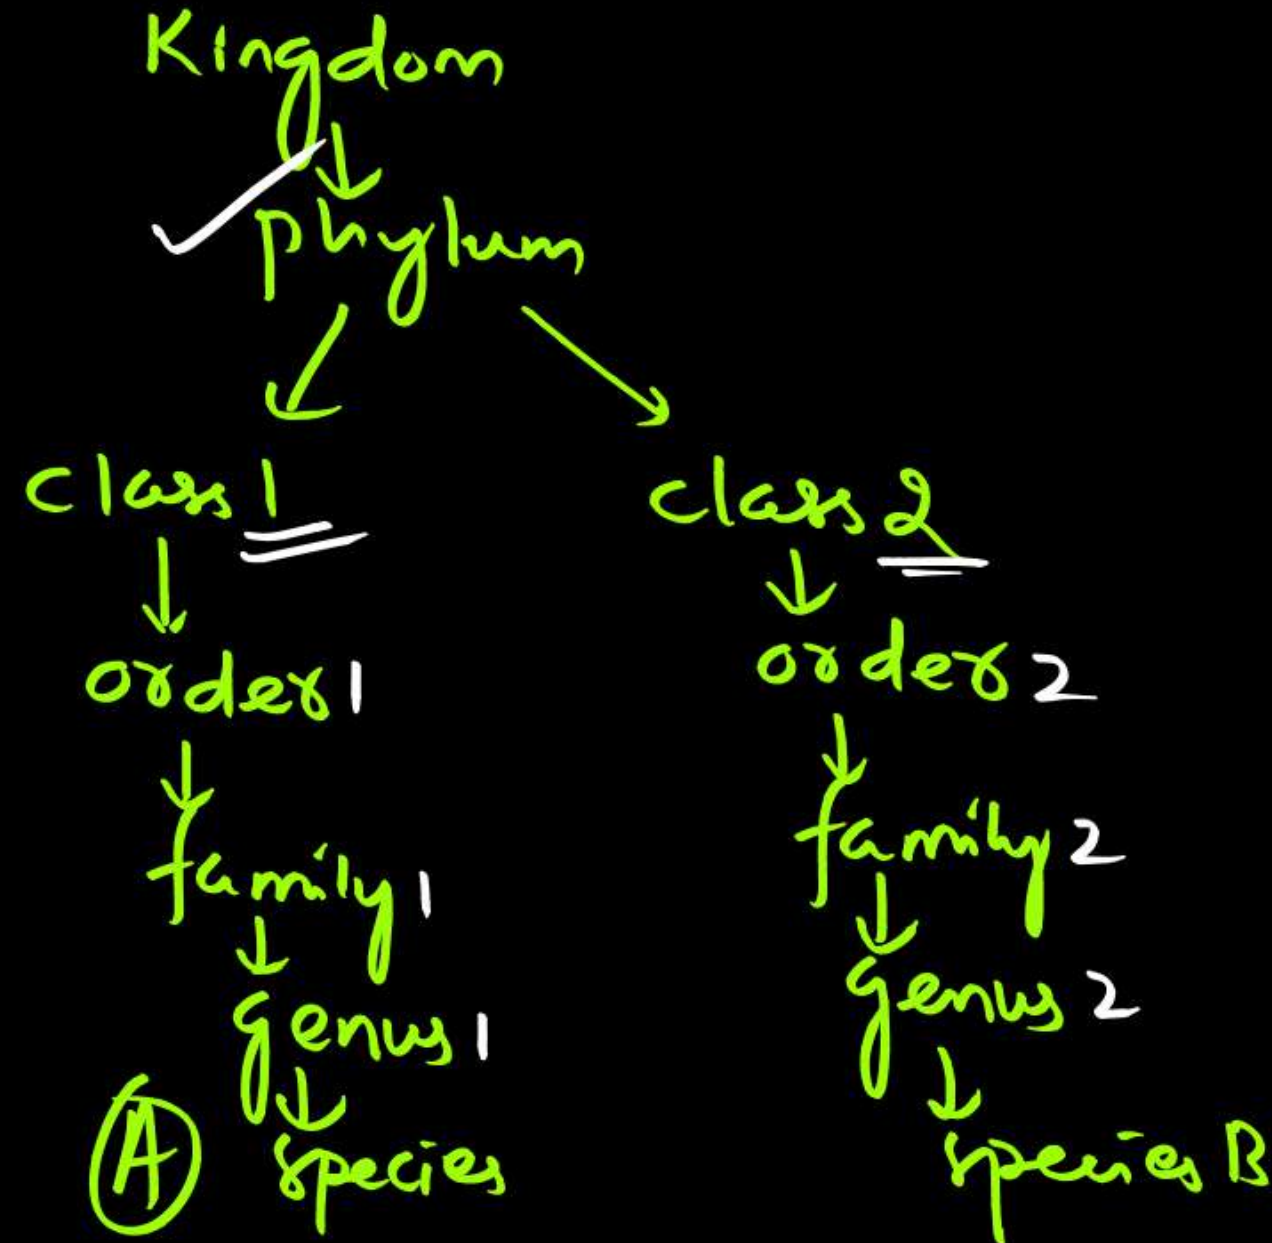 Kingdom
phylum
class 1
class 2
order 1
order 2
family 1
family 2
genus 1
genus 2
A species
species B